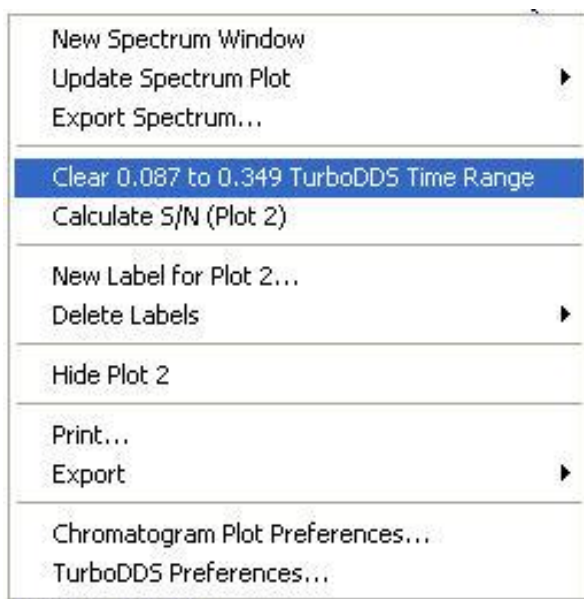 New Spectrum Window
Update Spectrum Plot
Export Spectrum...
Clear 0.087 to 0.349 TurboDDS Time Range
Calculate S/N (Plot 2)
New Label for Plot 2...
Delete Labels
Hide Plot 2
Print...
Export
Chromatogram Plot Preferences...
TurboDDS Preferences...